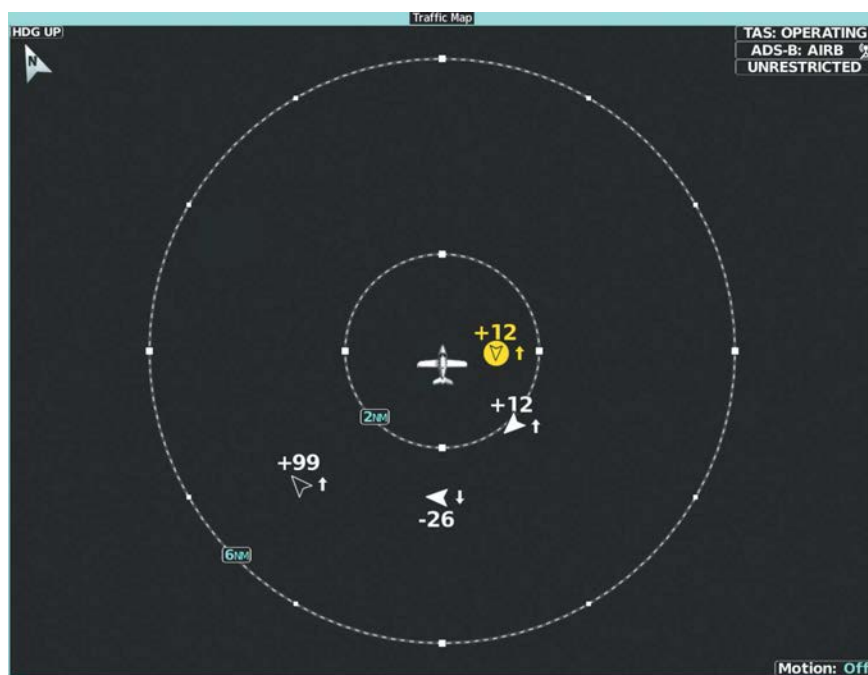 Traffic Map
HDG UP
N
TAS: OPERATING
ADS-B: AIRB
UNRESTRICTED
+12
+12
2NM
+99
-26
6NM
Motion: Off